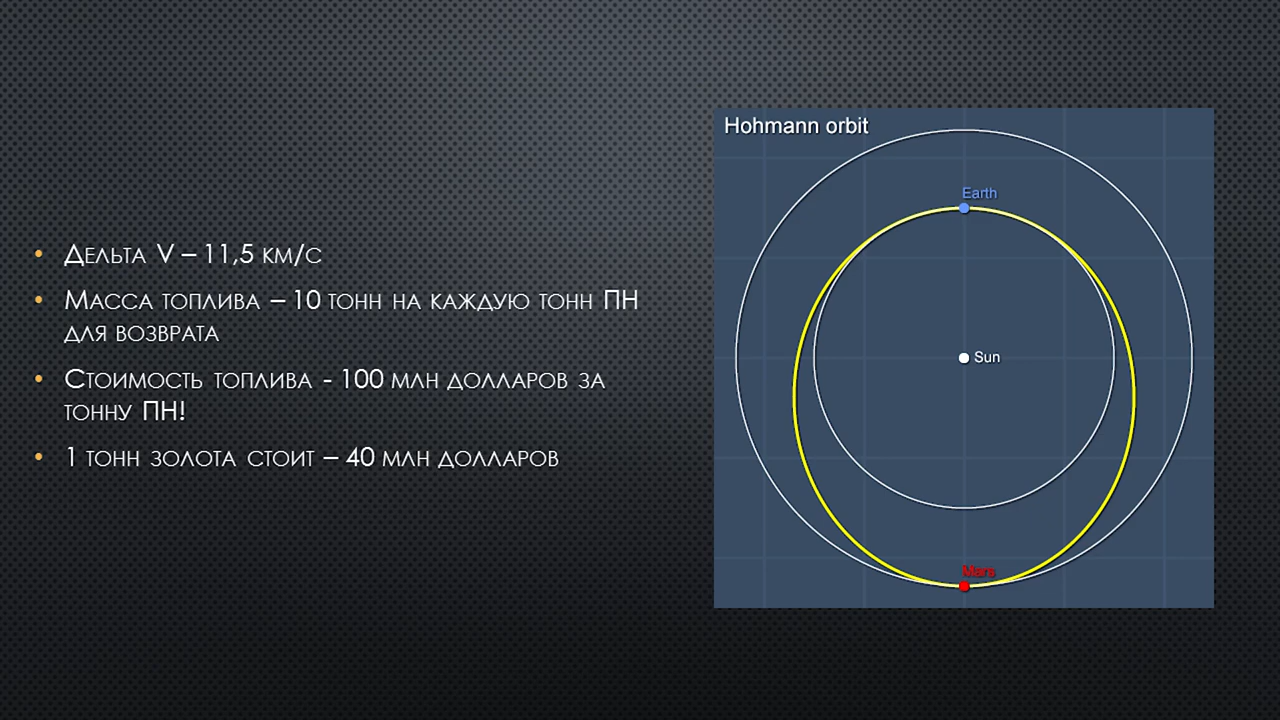 Дельта V – 11,5 км/с
Масса топлива – 10 тонн на каждую тонн ПН
для возврата
Стоимость топлива - 100 млн долларов за
тонну ПН!
1 тонн золота стоит – 40 млн долларов
Hohmann orbit
Earth
Sun
Mars